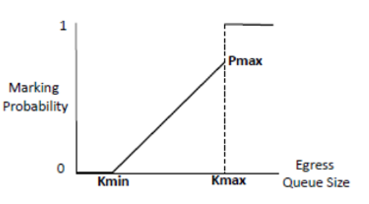 1
Pmax
Marking
Probability
0
Kmin
Kmax
Egress
Queue Size